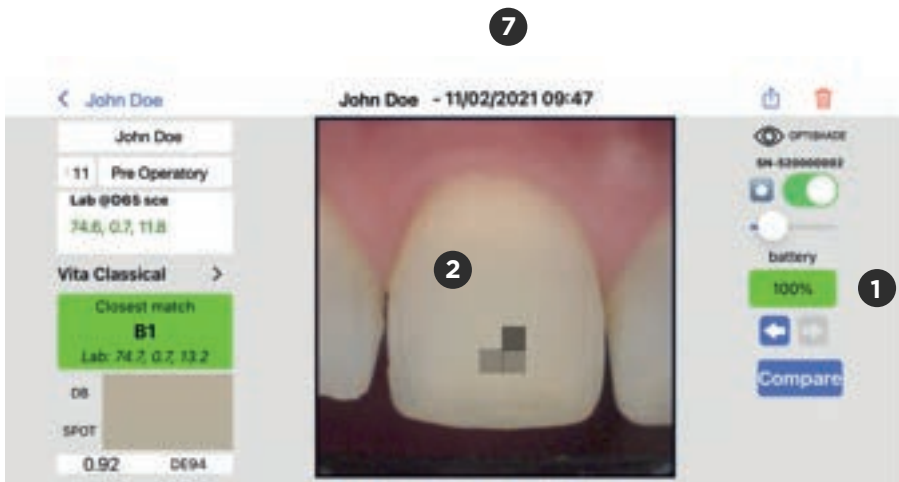 7
John Doe
John Doe - 11/02/2021 09:47
John Doe
11 Pre Operatory
Lab @D65 sce
74.6, 0.7, 11.8
Vita Classical >
Closest match
B1
Lab: 74.7, 0.7, 13.2
DB
SPOT
0.92 DE94
2
OPTISHADE
SN-520000002
battery
100%
1
Compare